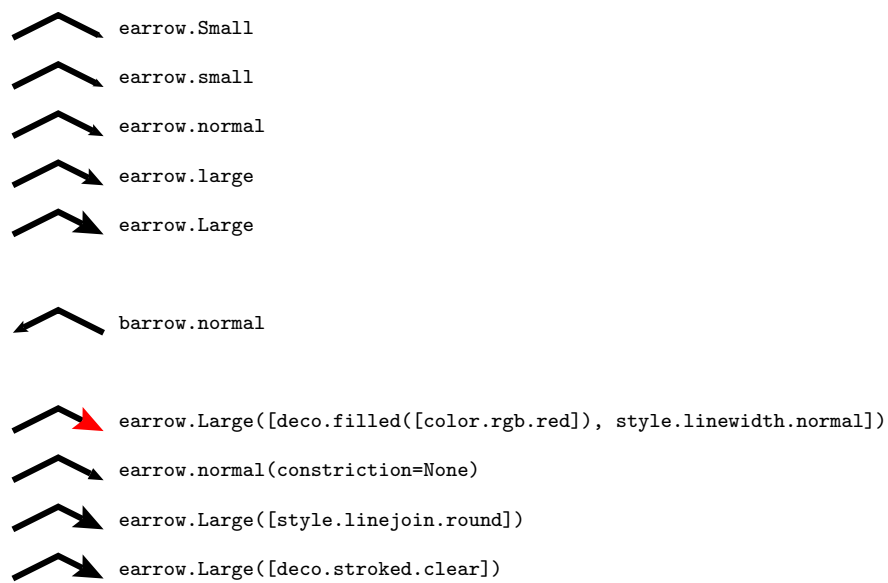 earrow.Small
earrow.small
earrow.normal
earrow.large
earrow.Large
barrow.normal
earrow.Large([deco.filled([color.rgb.red]), style.linewidth.normal])
earrow.normal(constriction=None)
earrow.Large([style.linejoin.round])
earrow.Large([deco.stroked.clear])